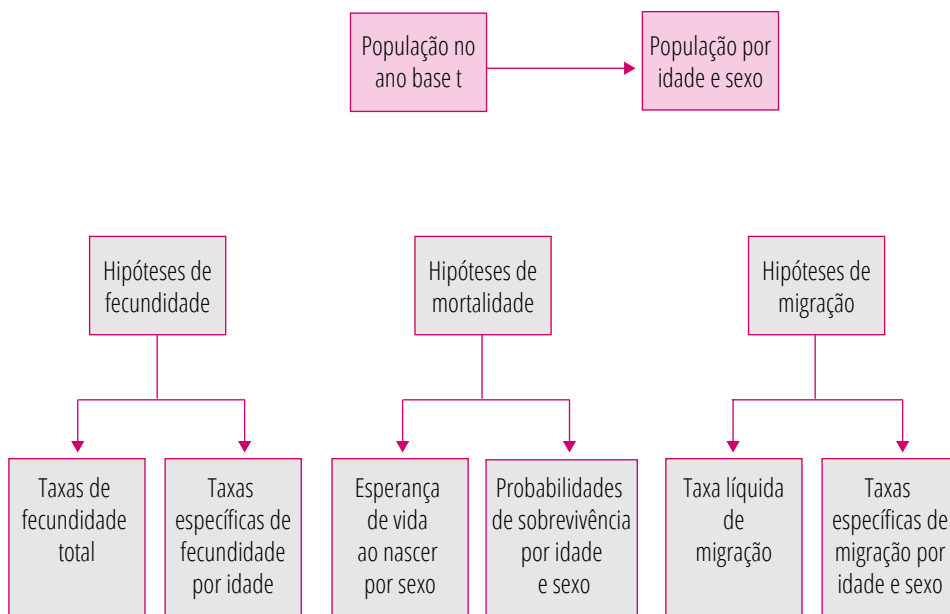 População no
ano base t
População por
idade e sexo
Hipóteses de
fecundidade
Hipóteses de
mortalidade
Hipóteses de
migração
Taxas de
fecundidade
total
Taxas
específicas de
fecundidade
por idade
Esperança
de vida
ao nascer
por sexo
Probabilidades
de sobrevivência
por idade
e sexo
Taxa líquida
de
migração
Taxas
específicas de
migração por
idade e sexo